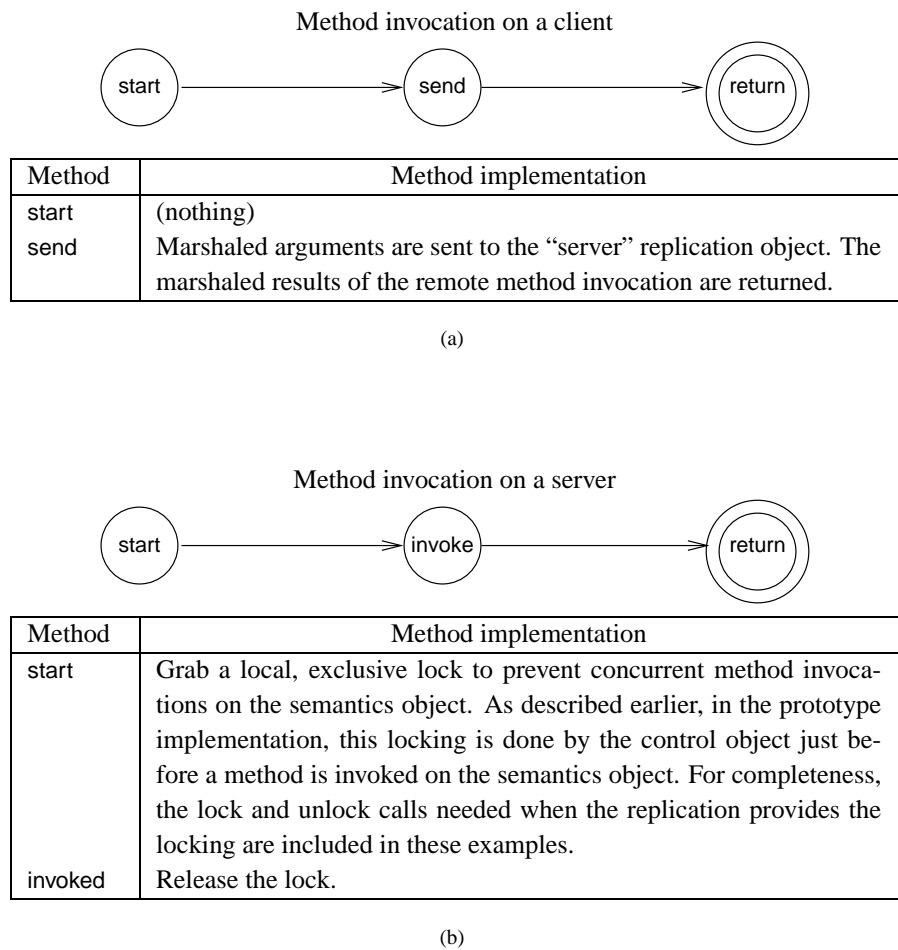 Method invocation on a client
start
send
return
Method Method implementation
start (nothing)
send Marshaled arguments are sent to the “server” replication object. The
marshaled results of the remote method invocation are returned.
(a)
Method invocation on a server
start
invoke
return
Method Method implementation
start Grab a local, exclusive lock to prevent concurrent method invoca-
tions on the semantics object. As described earlier, in the prototype
implementation, this locking is done by the control object just be-
fore a method is invoked on the semantics object. For completeness,
the lock and unlock calls needed when the replication provides the
locking are included in these examples.
invoked Release the lock.
(b)